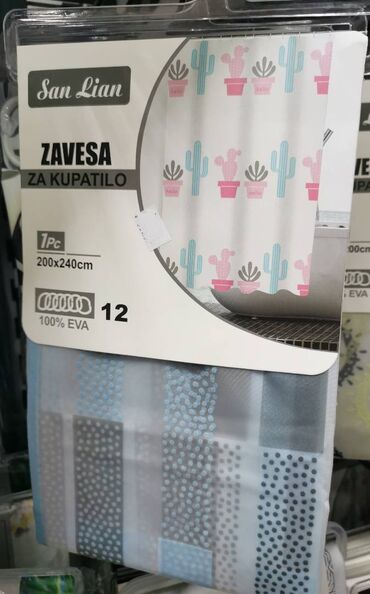 San Lian
ZAVESA
ZA KUPATILO
1Pc
200x240cm
100% EVA
12